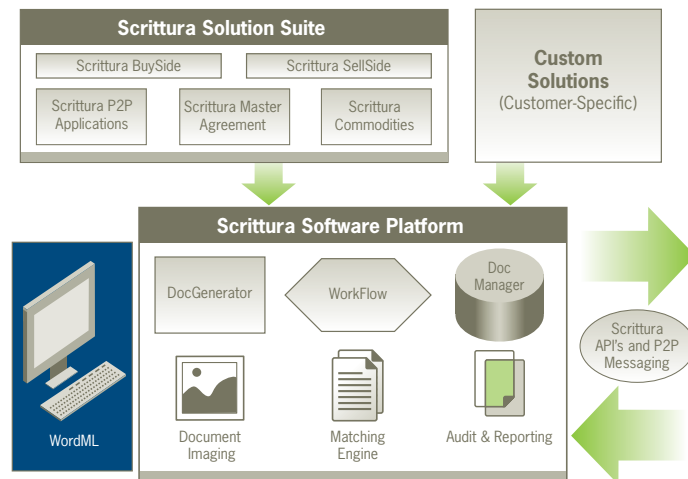 Scrittura Solution Suite
Scrittura BuySide
Scrittura SellSide
Scrittura P2P
Applications
Scrittura Master
Agreement
Scrittura
Commodities
Custom
Solutions
(Customer-Specific)
Scrittura Software Platform
DocGenerator
WorkFlow
Doc
Manager
Document
Imaging
Matching
Engine
Audit & Reporting
WordML
Scrittura
API's and P2P
Messaging